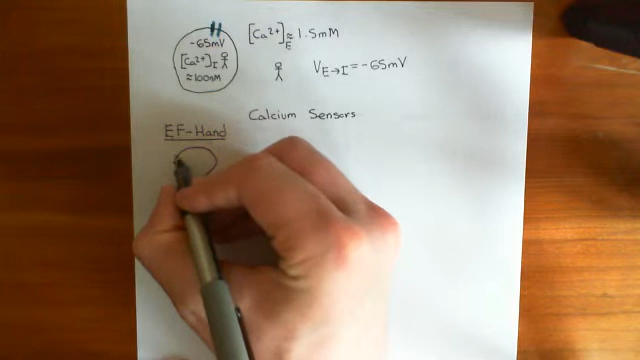 -65mV
[Ca²⁺]I
≈100nM
[Ca²⁺]E ≈ 1.5mM
VE→I = -65mV
Calcium Sensors
EF-Hand